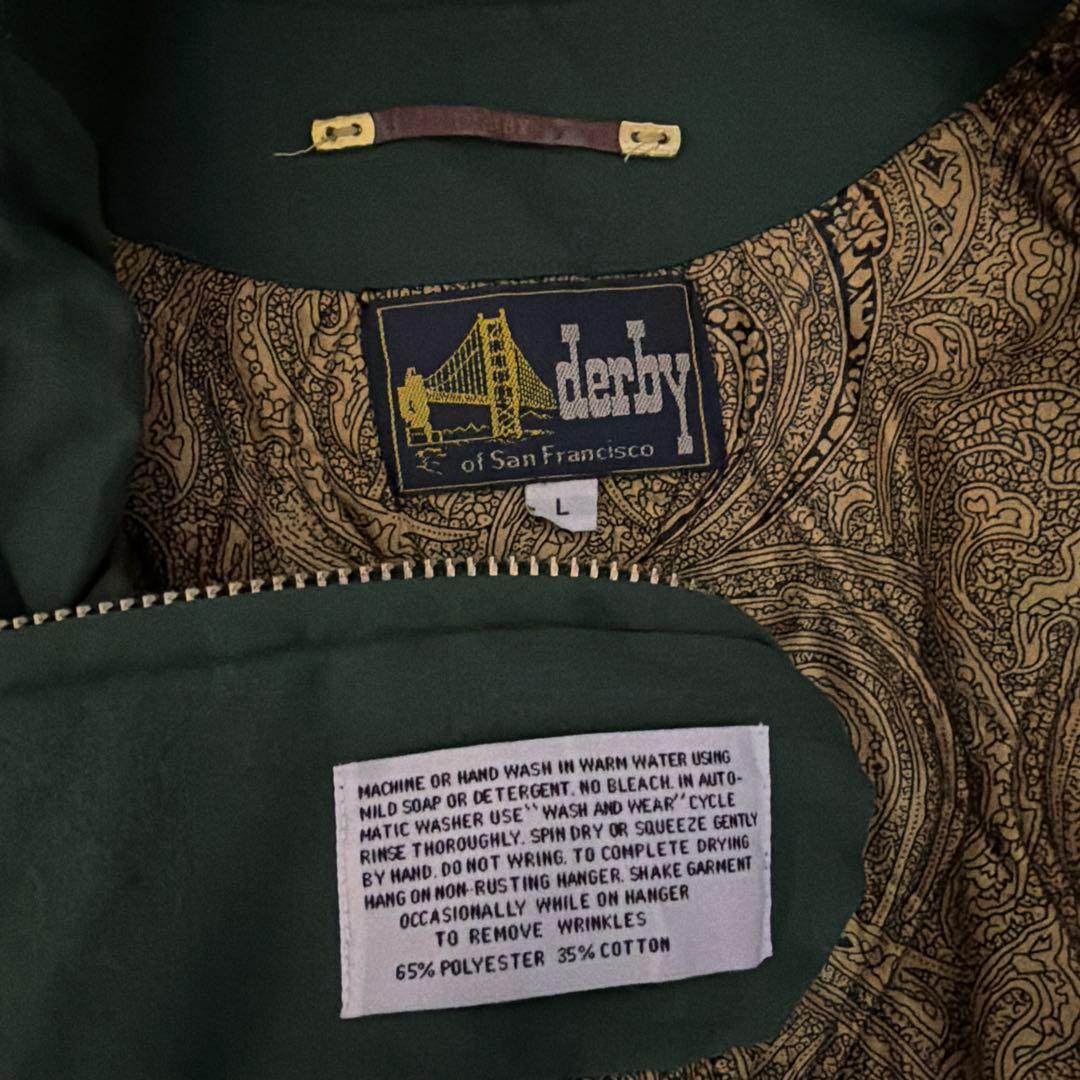 derby
of San Francisco
L
MACHINE OR HAND WASH IN WARM WATER USING
MILD SOAP OR DETERGENT. NO BLEACH. IN AUTO-
MATIC WASHER USE "WASH AND WEAR" CYCLE
RINSE THOROUGHLY. SPIN DRY OR SQUEEZE GENTLY
BY HAND. DO NOT WRING. TO COMPLETE DRYING
HANG ON NON-RUSTING HANGER. SHAKE GARMENT
OCCASIONALLY WHILE ON HANGER
TO REMOVE WRINKLES
65% POLYESTER 35% COTTON